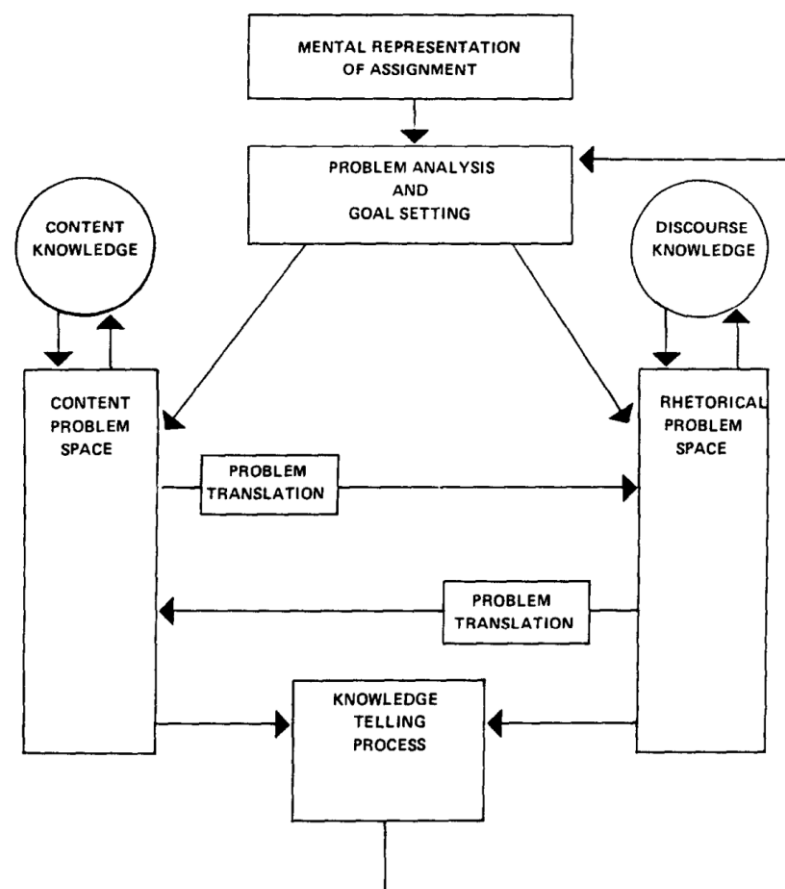 MENTAL REPRESENTATION
OF ASSIGNMENT
PROBLEM ANALYSIS
AND
GOAL SETTING
CONTENT
KNOWLEDGE
DISCOURSE
KNOWLEDGE
CONTENT
PROBLEM
SPACE
RHETORICAL
PROBLEM
SPACE
PROBLEM
TRANSLATION
PROBLEM
TRANSLATION
KNOWLEDGE
TELLING
PROCESS